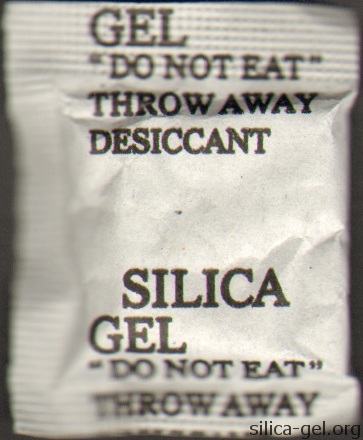 GEL
"DO NOT EAT"
THROW AWAY
DESICCANT
SILICA
GEL
"DO NOT EAT"
THROW AWAY
silica-gel.org